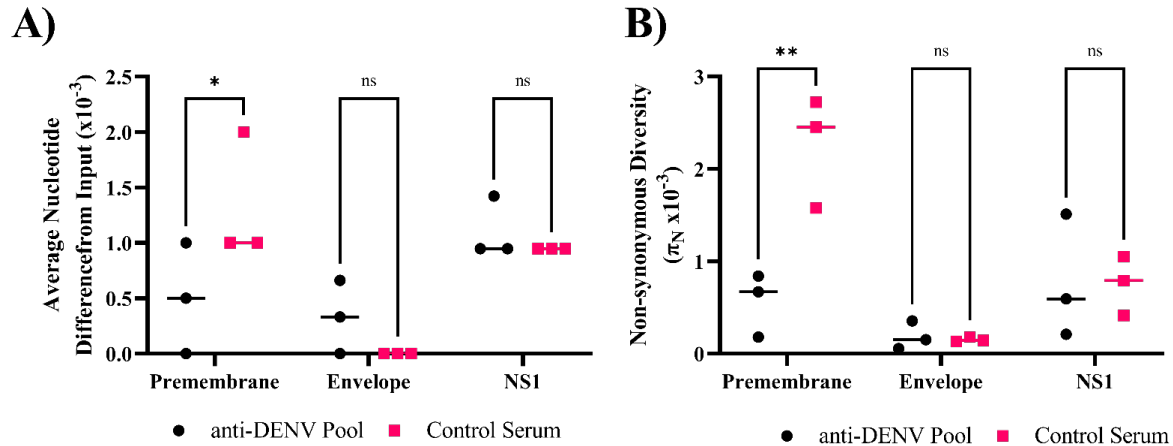 A)
B)
*
ns
ns
**
ns
ns
Average Nucleotide
Differencefrom Input (x10⁻³)
2.5
2.0
1.5
1.0
0.5
0.0
Premembrane
Envelope
NS1
anti-DENV Pool
Control Serum
Non-synonymous Diversity
(π_N x10⁻³)
3
2
1
0
Premembrane
Envelope
NS1
anti-DENV Pool
Control Serum